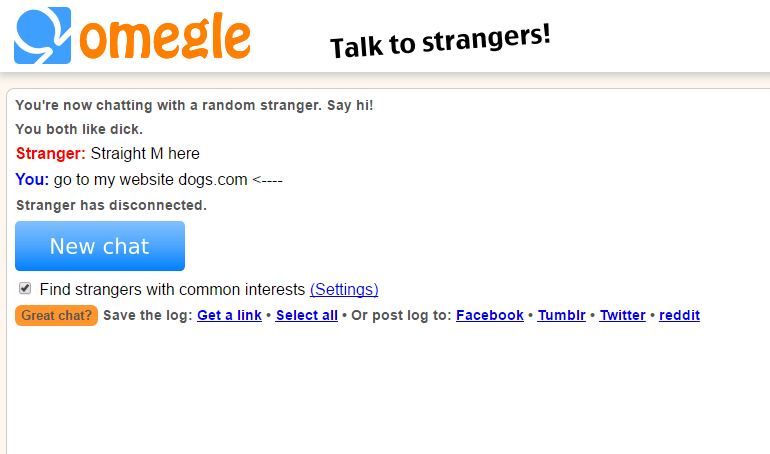 omegle Talk to strangers!
You're now chatting with a random stranger. Say hi!
You both like dick.
Stranger: Straight M here
You: go to my website dogs.com <----
Stranger has disconnected.
New chat
Find strangers with common interests (Settings)
Great chat? Save the log: Get a link • Select all • Or post log to: Facebook • Tumblr • Twitter • reddit